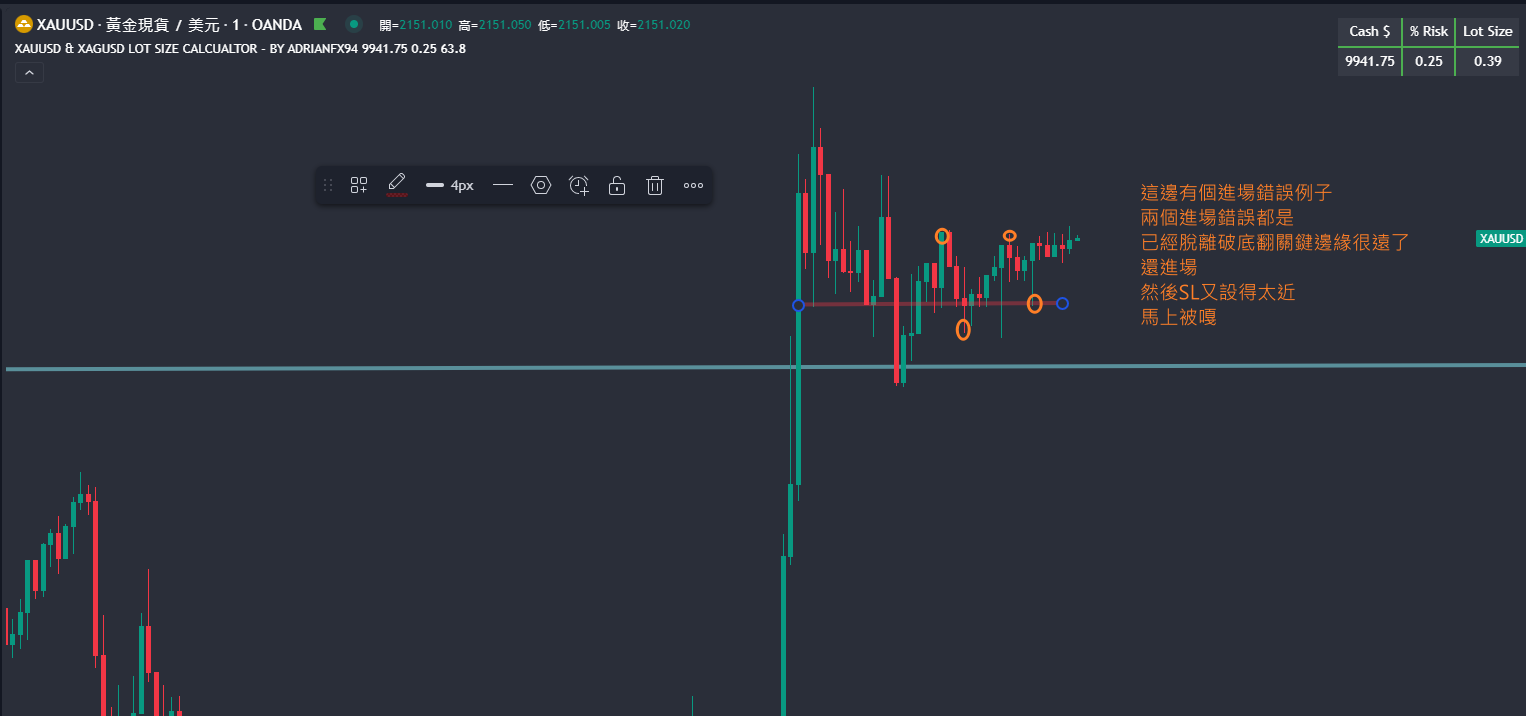 XAUUSD · 黃金現貨 / 美元 · 1 · OANDA 開=2151.010 高=2151.050 低=2151.005 收=2151.020
XAUUSD & XAGUSD LOT SIZE CALCUALTOR - BY ADRIANFX94 9941.75 0.25 63.8
Cash $ % Risk Lot Size
9941.75 0.25 0.39
4px
這邊有個進場錯誤例子
兩個進場錯誤都是
已經脫離破底翻關鍵邊緣很遠了
還進場
然後SL又設得太近
馬上被嘎
XAUUSD